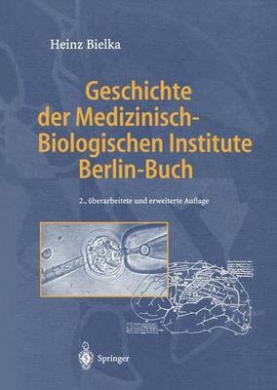 Heinz Bielka
Geschichte
der Medizinisch-
Biologischen Institute
Berlin-Buch
2., überarbeitete und erweiterte Auflage
Springer